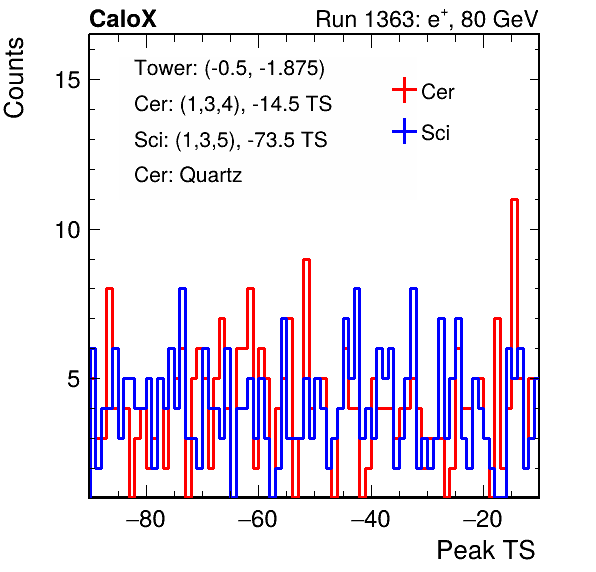 CaloX Run 1363: e⁺, 80 GeV
Counts
15
10
5
Tower: (-0.5, -1.875)
Cer: (1,3,4), -14.5 TS
Sci: (1,3,5), -73.5 TS
Cer: Quartz
Cer
Sci
−80 −60 −40 −20
Peak TS